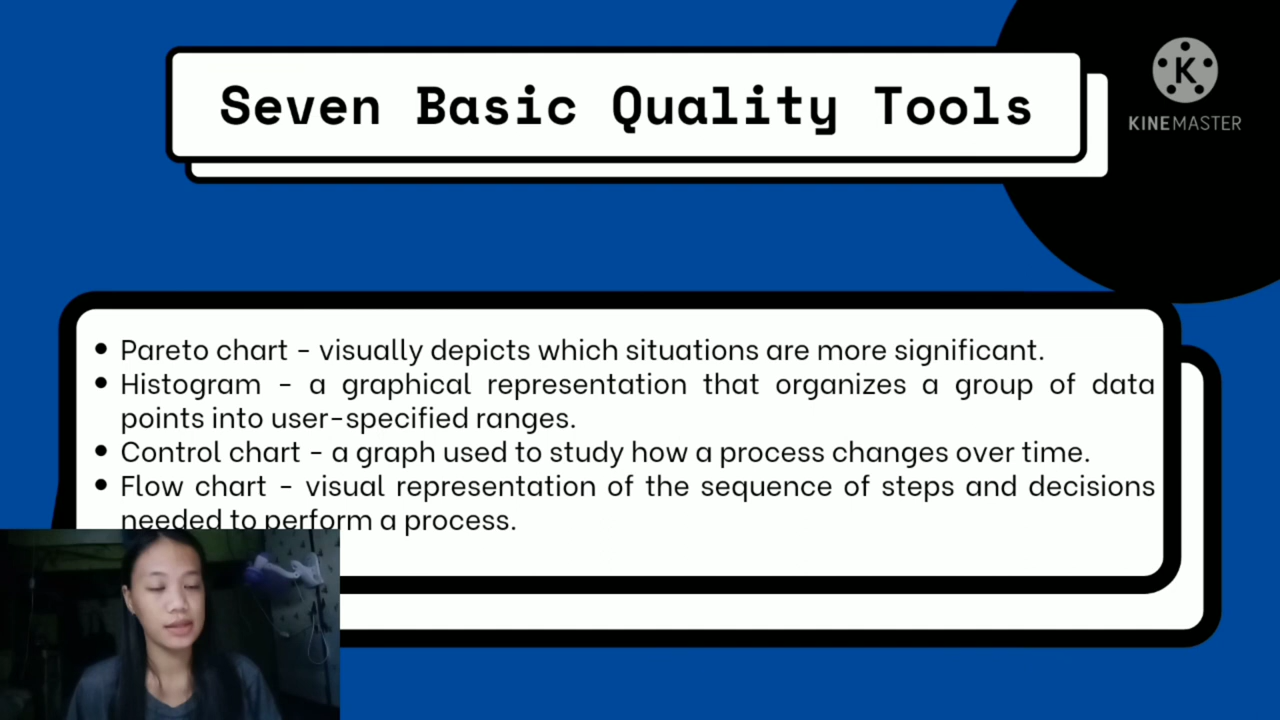 Seven Basic Quality Tools
K
KINEMASTER
• Pareto chart - visually depicts which situations are more significant.
• Histogram - a graphical representation that organizes a group of data
points into user-specified ranges.
• Control chart - a graph used to study how a process changes over time.
• Flow chart - visual representation of the sequence of steps and decisions
needed to perform a process.